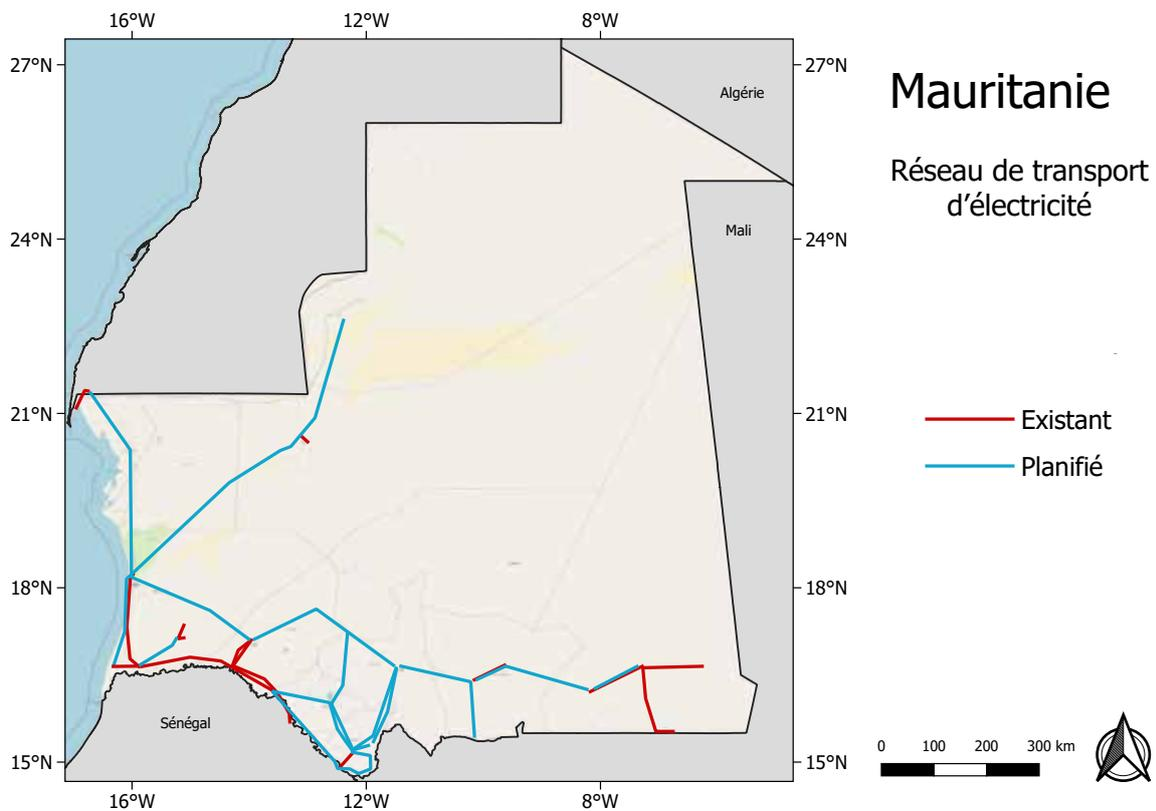 16°W 12°W 8°W
27°N 27°N
Algérie
Mauritanie
Réseau de transport
d’électricité
Mali
24°N 24°N
21°N 21°N
Existant
Planifié
18°N 18°N
Sénégal
0 100 200 300 km
15°N 15°N
16°W 12°W 8°W